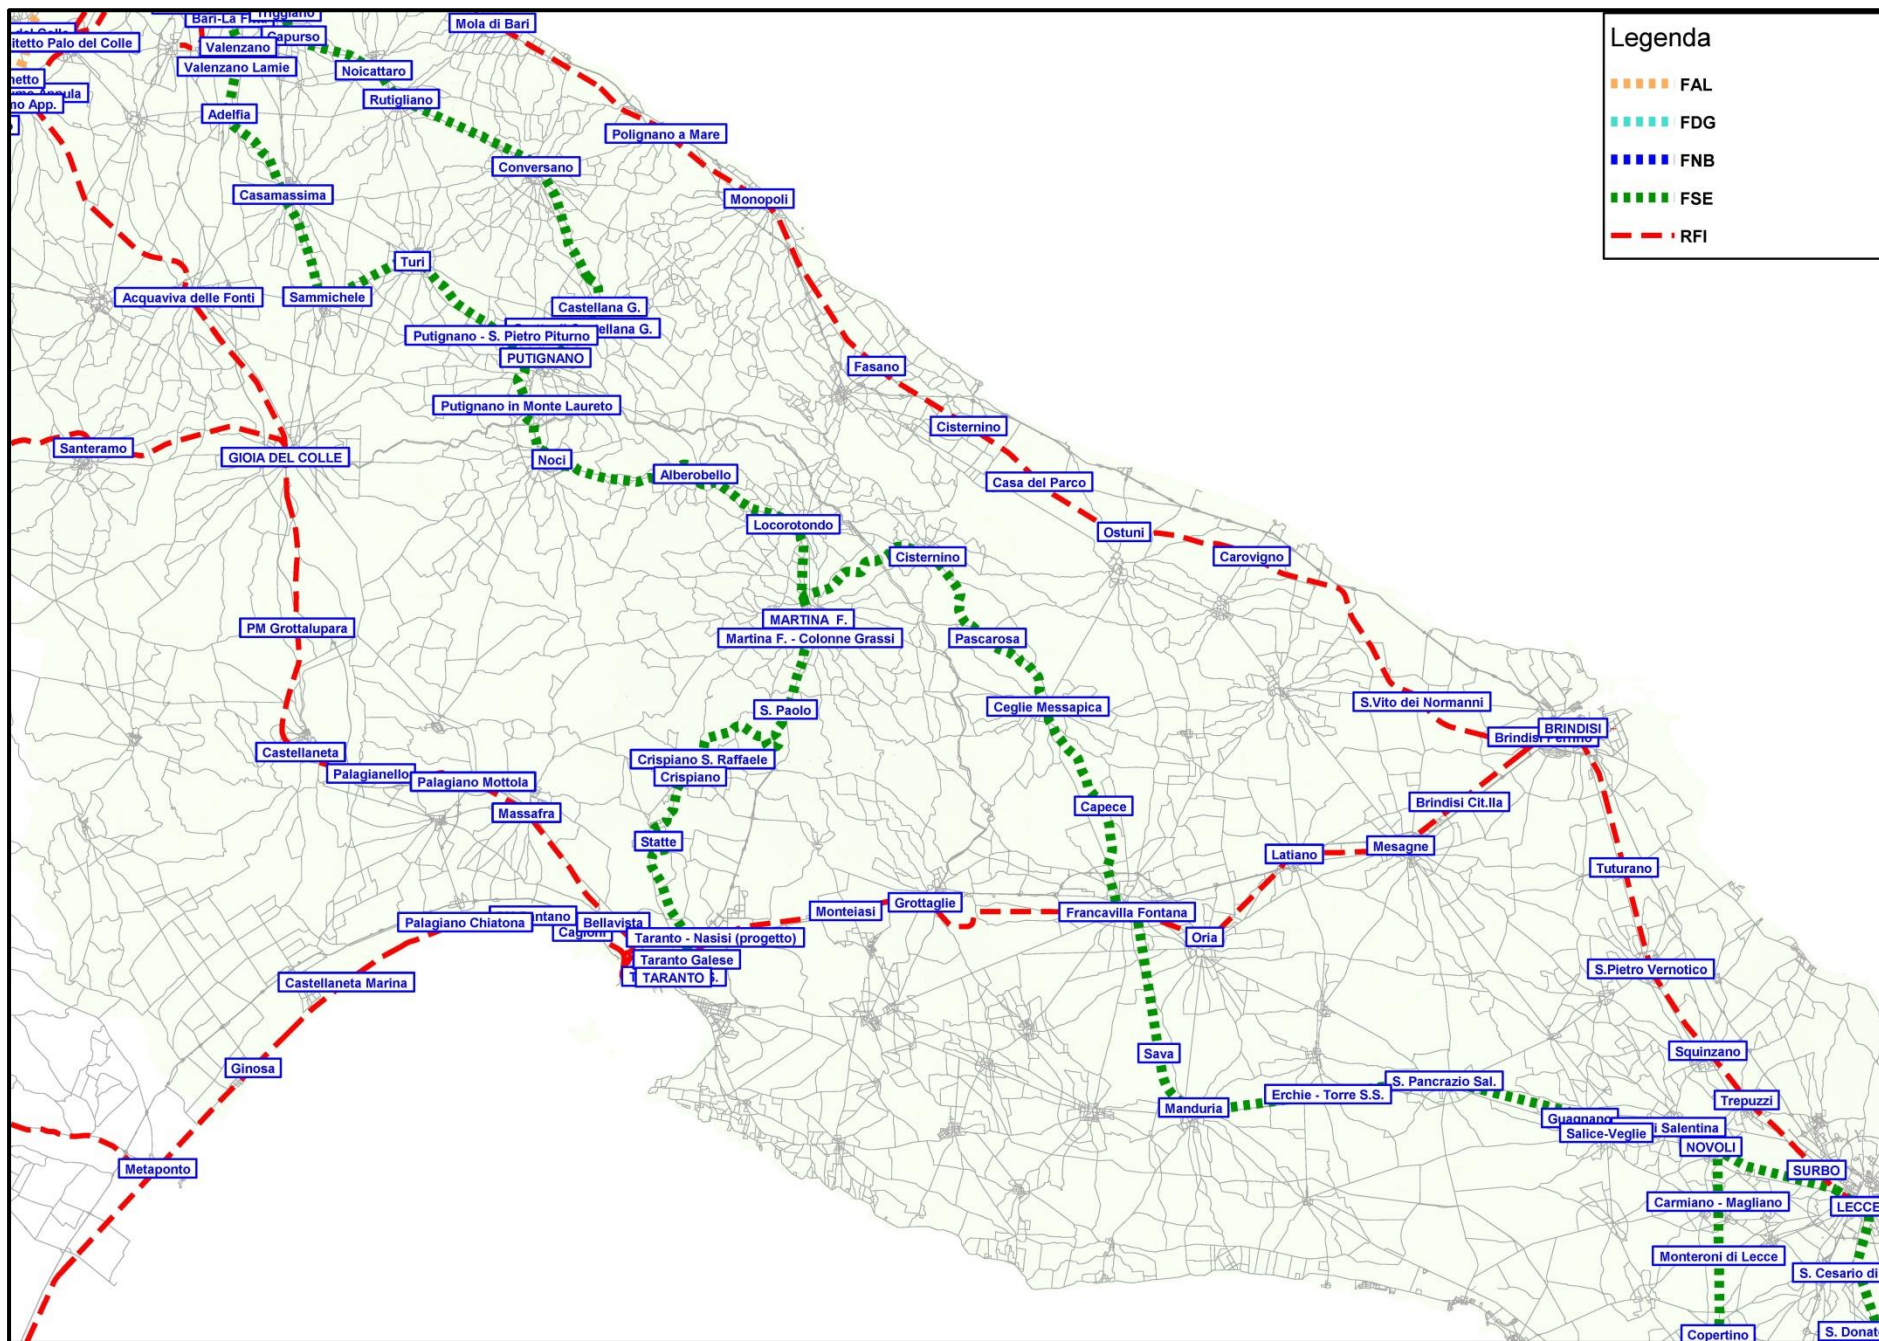 Legenda
FAL
FDG
FNB
FSE
RFI
Mola di Bari
Capurso
Valenzano
Valenzano Lamie
Noicattaro
Rutigliano
Adelfia
Polignano a Mare
Conversano
Casamassima
Monopoli
Turi
Acquaviva delle Fonti
Sammichele
Castellana G.
Putignano - S. Pietro Piturno
PUTIGNANO
Fasano
Putignano in Monte Laureto
Cisternino
Santeramo
GIOIA DEL COLLE
Noci
Alberobello
Casa del Parco
Locorotondo
Ostuni
Cisternino
Carovigno
MARTINA F.
Martina F. - Colonne Grassi
PM Grottalupara
Pascarosa
S. Paolo
Ceglie Messapica
S.Vito dei Normanni
BRINDISI
Castellaneta
Crispiano S. Raffaele
Palagianello
Crispiano
Palagiano Mottola
Massafra
Capece
Brindisi Cit.lla
Statte
Mesagne
Latiano
Tuturano
Grottaglie
Monteiasi
Francavilla Fontana
Palagiano Chiatona
Bellavista
Taranto - Nasisi (progetto)
Oria
Taranto Galese
TARANTO
S.Pietro Vernotico
Castellaneta Marina
Ginosa
Sava
Squinzano
S. Pancrazio Sal.
Erchie - Torre S.S.
Manduria
Trepuzzi
Guagnano
Salice-Veglie
NOVOLI
Metaponto
SURBO
Carmiano - Magliano
LECCE
Monteroni di Lecce
S. Cesario di
Copertino